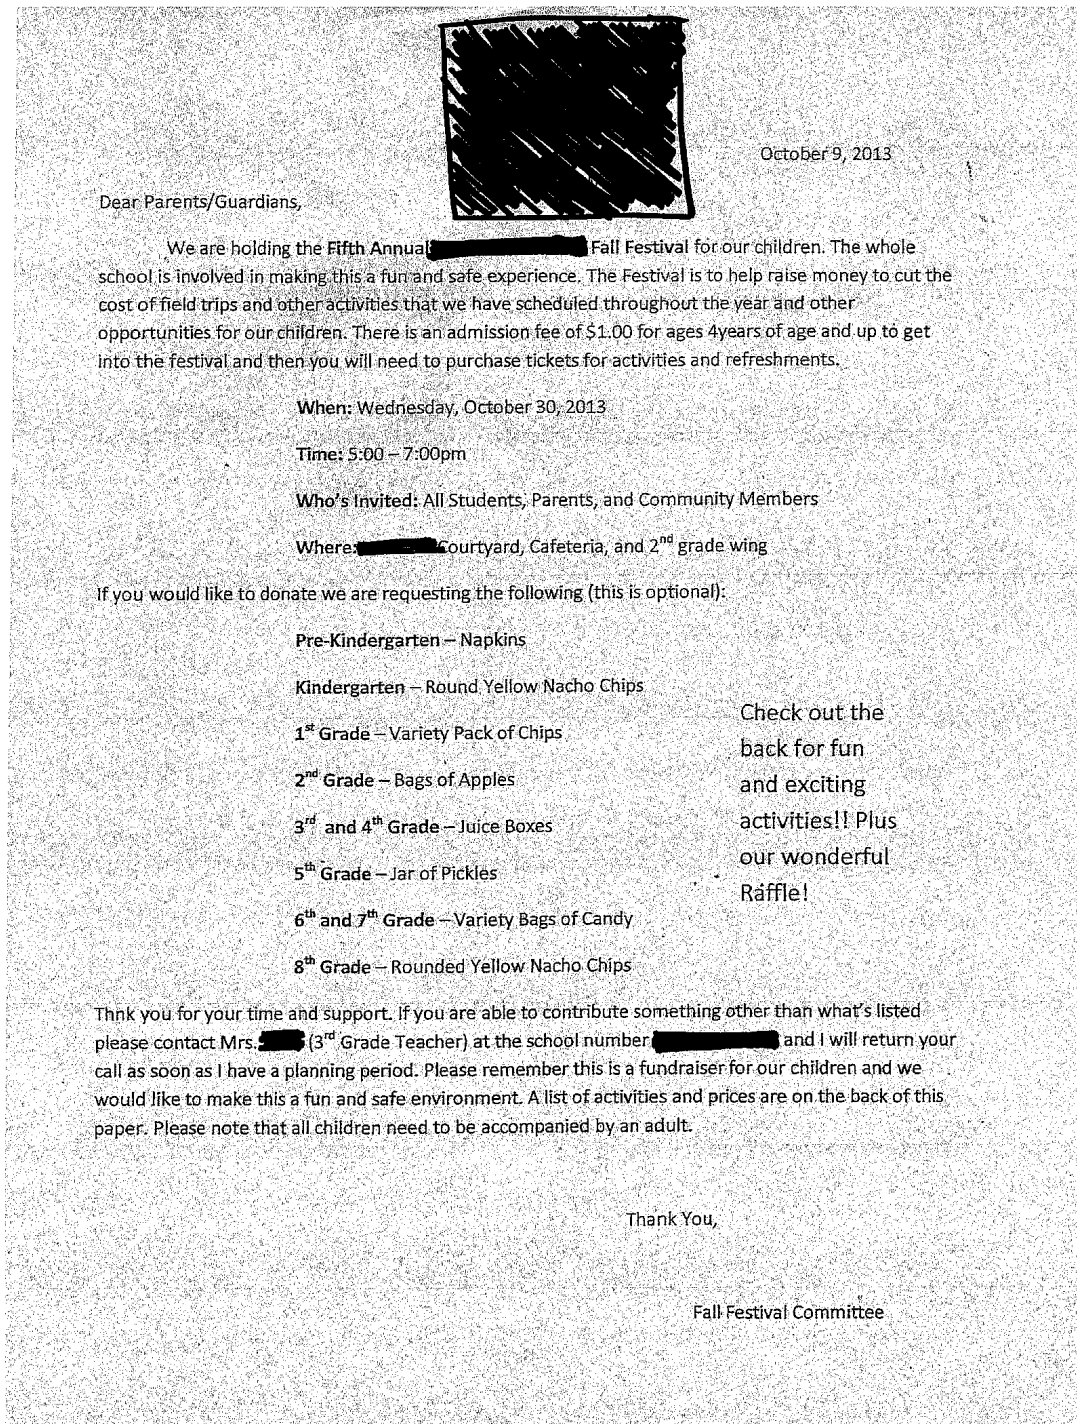 October 9, 2013
Dear Parents/Guardians,
We are holding the Fifth Annual Fall Festival for our children. The whole
school is involved in making this a fun and safe experience. The Festival is to help raise money to cut the
cost of field trips and other activities that we have scheduled throughout the year and other
opportunities for our children. There is an admission fee of $1.00 for ages 4years of age and up to get
into the festival and then you will need to purchase tickets for activities and refreshments.
When: Wednesday, October 30, 2013
Time: 5:00 – 7:00pm
Who's Invited: All Students, Parents, and Community Members
Where: Courtyard, Cafeteria, and 2nd grade wing
If you would like to donate we are requesting the following (this is optional):
Pre-Kindergarten – Napkins
Kindergarten – Round Yellow Nacho Chips
1st Grade – Variety Pack of Chips
2nd Grade – Bags of Apples
3rd and 4th Grade – Juice Boxes
5th Grade – Jar of Pickles
6th and 7th Grade – Variety Bags of Candy
8th Grade – Rounded Yellow Nacho Chips
Check out the
back for fun
and exciting
activities!! Plus
our wonderful
Raffle!
Thnk you for your time and support. If you are able to contribute something other than what's listed
please contact Mrs. (3rd Grade Teacher) at the school number and I will return your
call as soon as I have a planning period. Please remember this is a fundraiser for our children and we
would like to make this a fun and safe environment. A list of activities and prices are on the back of this
paper. Please note that all children need to be accompanied by an adult.
Thank You,
Fall Festival Committee